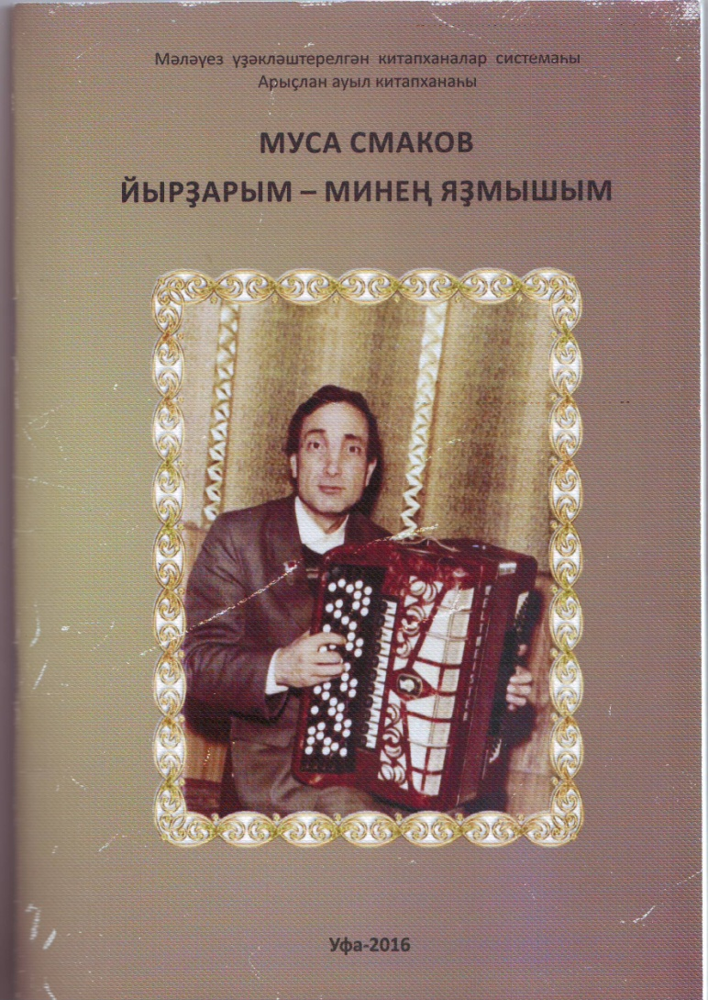 Мәләүез үҙәкләштерелгән китапханалар системаһы
Арыҫлан ауыл китапханаһы
МУСА СМАКОВ
ЙЫРҘАРЫМ – МИНЕҢ ЯҘМЫШЫМ
Уфа-2016